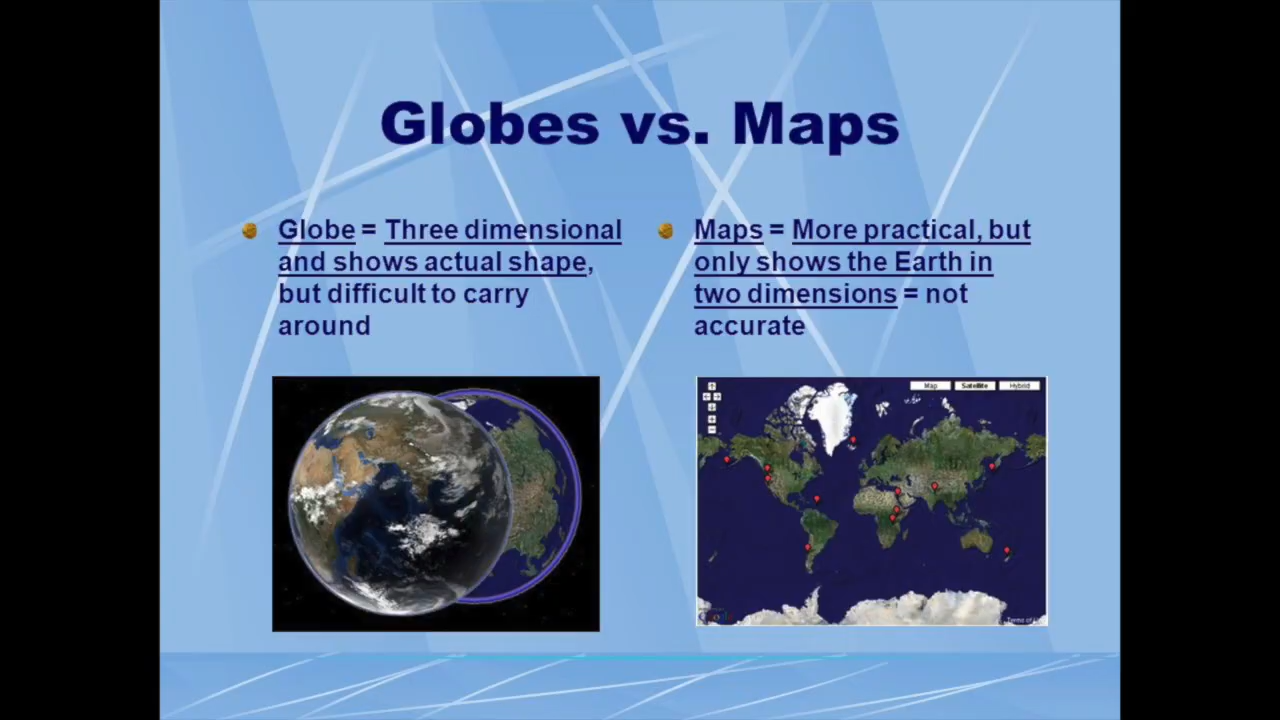 Globes vs. Maps
Globe = Three dimensional
and shows actual shape,
but difficult to carry
around
Maps = More practical, but
only shows the Earth in
two dimensions = not
accurate
Map
Satellite
Hybrid